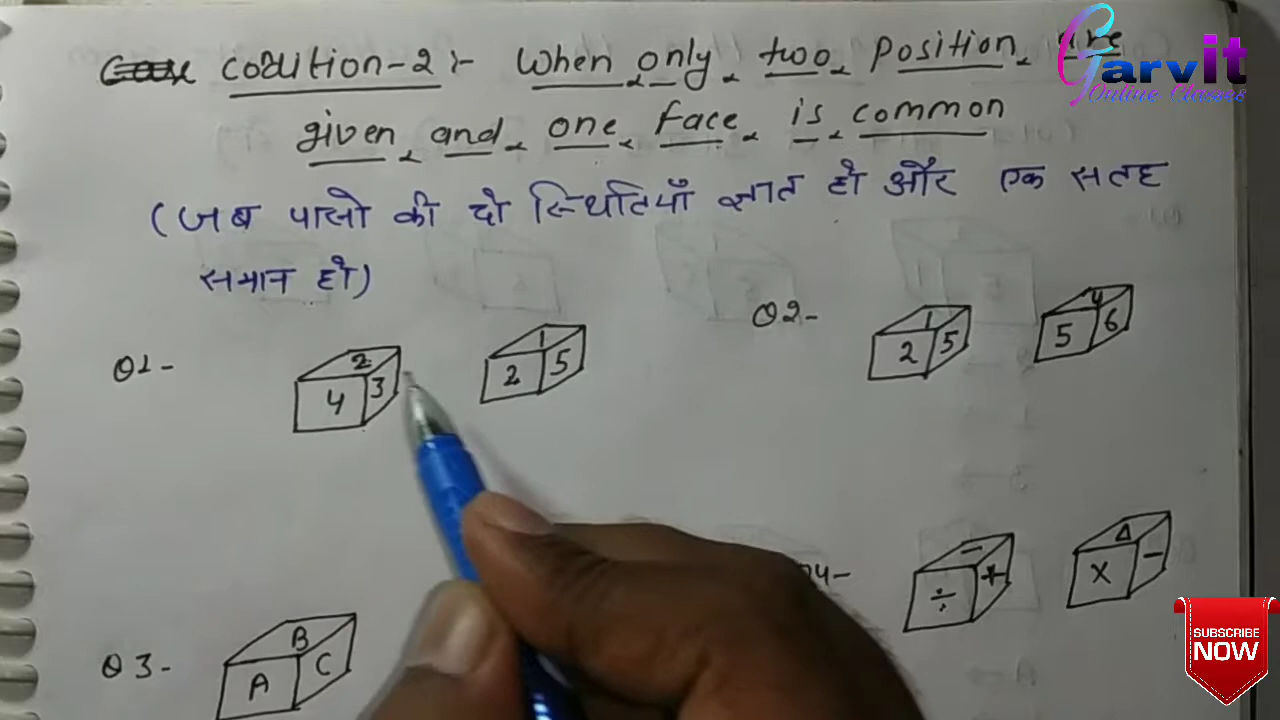 Condition-2:- When only two position are
given and one face is common
(जब पासो की दो स्थितियाँ ज्ञात हो और एक सतह
समान हो)
Garvit
Online Classes
Q1-
2
4 3
1
2 5
Q2-
1
2 5
4
5 6
Q3-
B
A C
Q4-
-
÷ +
Δ
× -
SUBSCRIBE
NOW